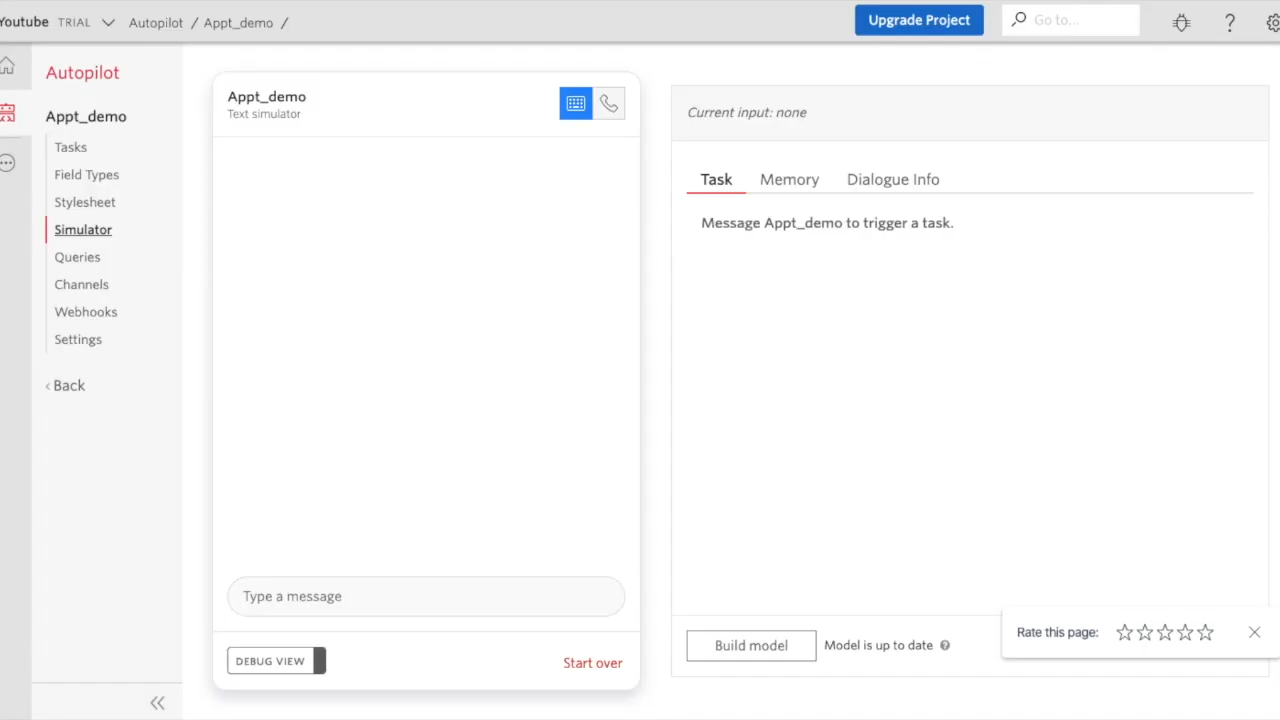 Youtube TRIAL Autopilot / Appt_demo / Upgrade Project Go to... ?
Autopilot
Appt_demo
Tasks
Field Types
Stylesheet
Simulator
Queries
Channels
Webhooks
Settings
‹ Back
«
Appt_demo
Text simulator
Type a message
DEBUG VIEW
Start over
Current input: none
Task Memory Dialogue Info
Message Appt_demo to trigger a task.
Build model Model is up to date ?
Rate this page: